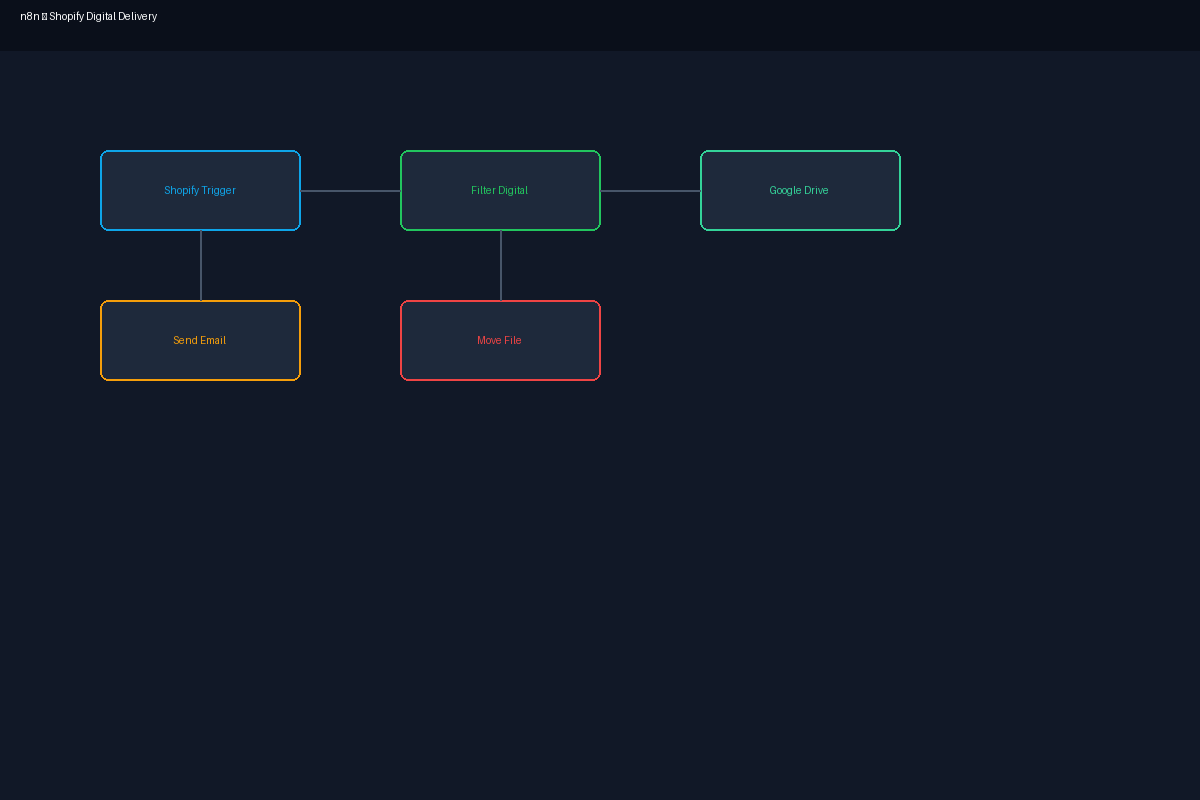 n8n ▯ Shopify Digital Delivery
Shopify Trigger
Filter Digital
Google Drive
Send Email
Move File